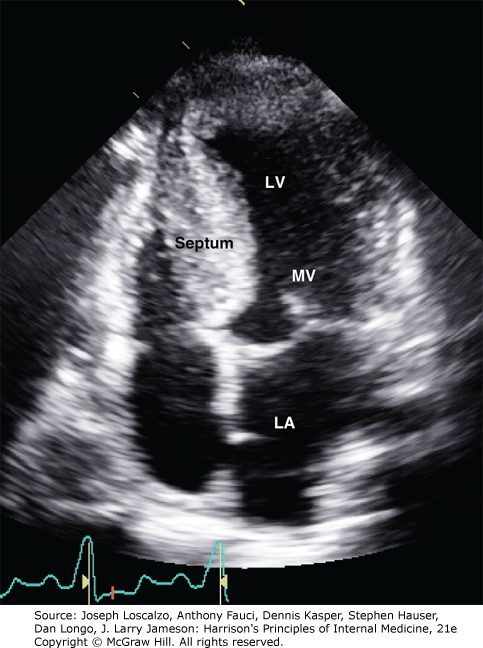 LV
Septum
MV
LA
Source: Joseph Loscalzo, Anthony Fauci, Dennis Kasper, Stephen Hauser,
Dan Longo, J. Larry Jameson: Harrison's Principles of Internal Medicine, 21e
Copyright © McGraw Hill. All rights reserved.